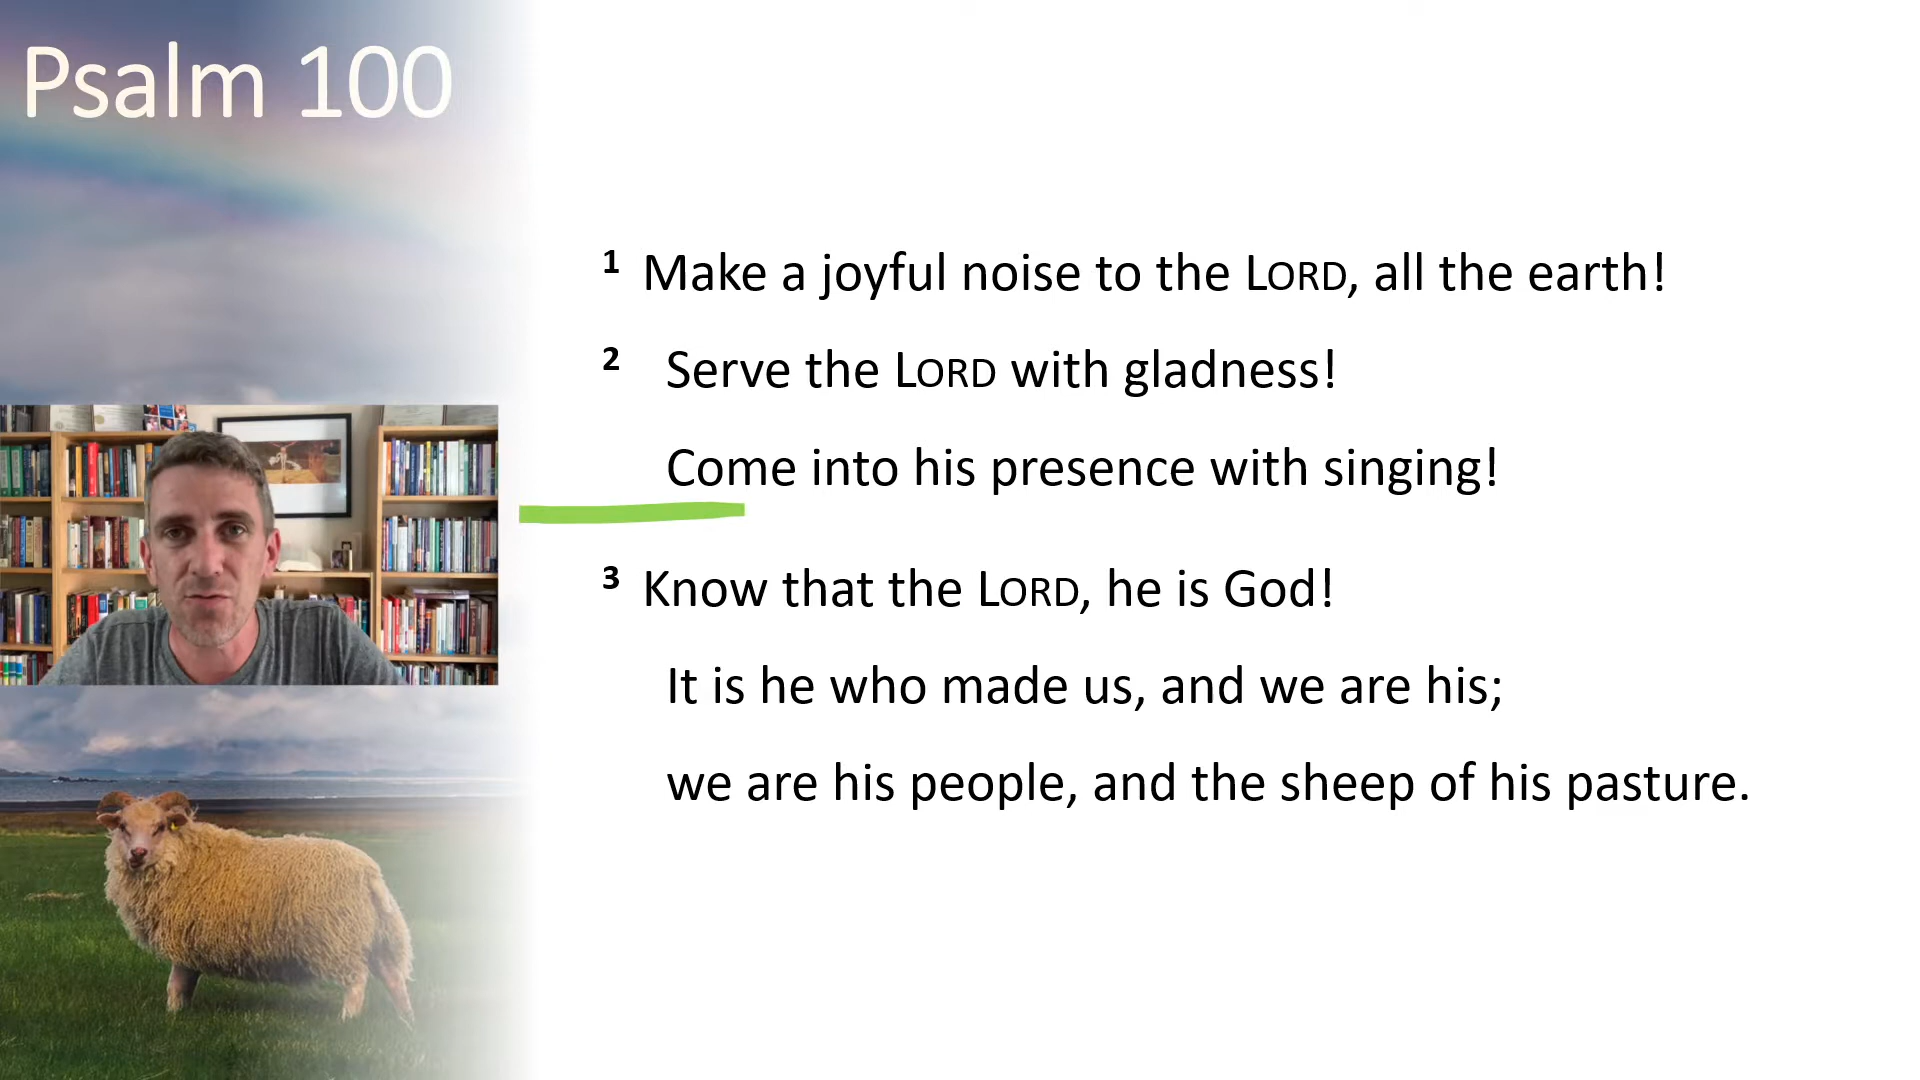 Psalm 100
1 Make a joyful noise to the LORD, all the earth!
2 Serve the LORD with gladness!
Come into his presence with singing!
3 Know that the LORD, he is God!
It is he who made us, and we are his;
we are his people, and the sheep of his pasture.